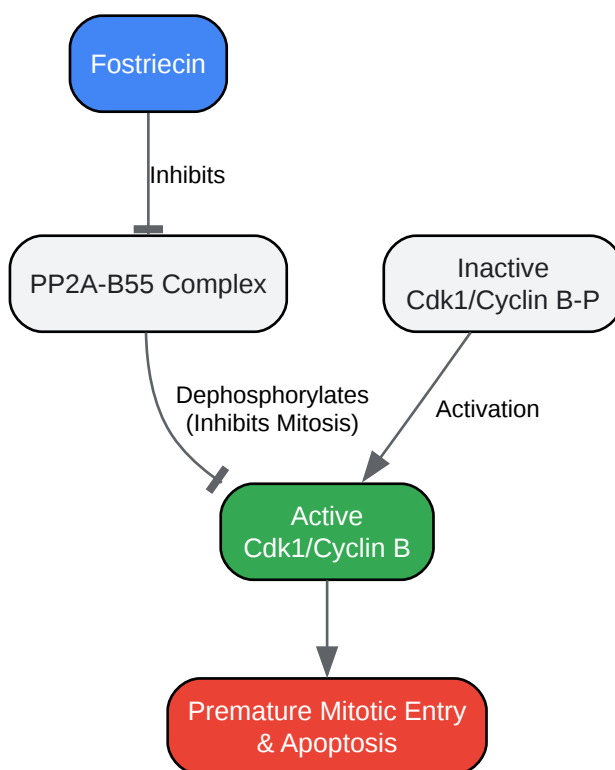 Fostriecin
Inhibits
PP2A-B55 Complex
Inactive
Cdk1/Cyclin B-P
Dephosphorylates
(Inhibits Mitosis)
Activation
Active
Cdk1/Cyclin B
Premature Mitotic Entry
& Apoptosis